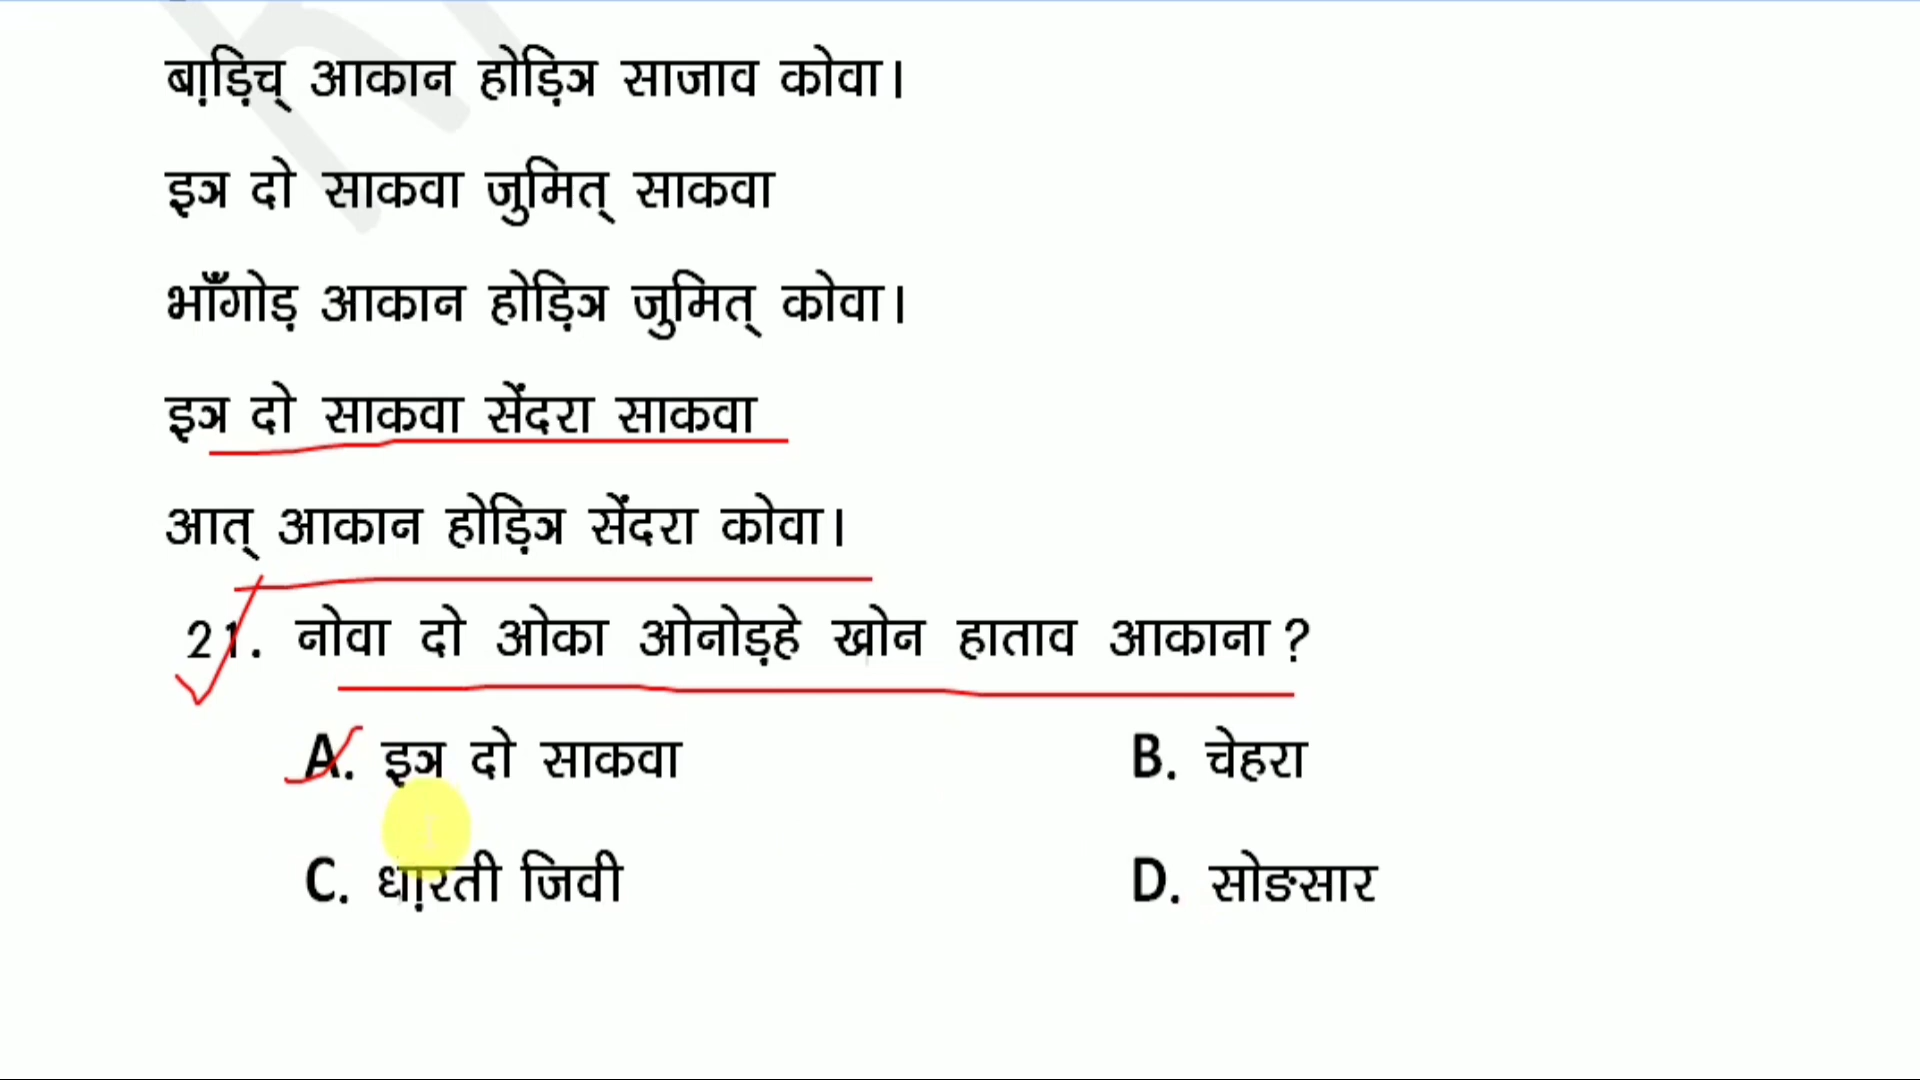 बा़ड़िच् आकान होड़िञ साजाव कोवा।
इञ दो साकवा जुमित् साकवा
भाँगोड़ आकान होड़िञ जुमित् कोवा।
इञ दो साकवा सेंदरा साकवा
आत् आकान होड़िञ सेंदरा कोवा।
21. नोवा दो ओका ओनोड़हे खोन हाताव आकाना?
A. इञ दो साकवा B. चेहरा
C. धा़रती जिवी D. सोङसार